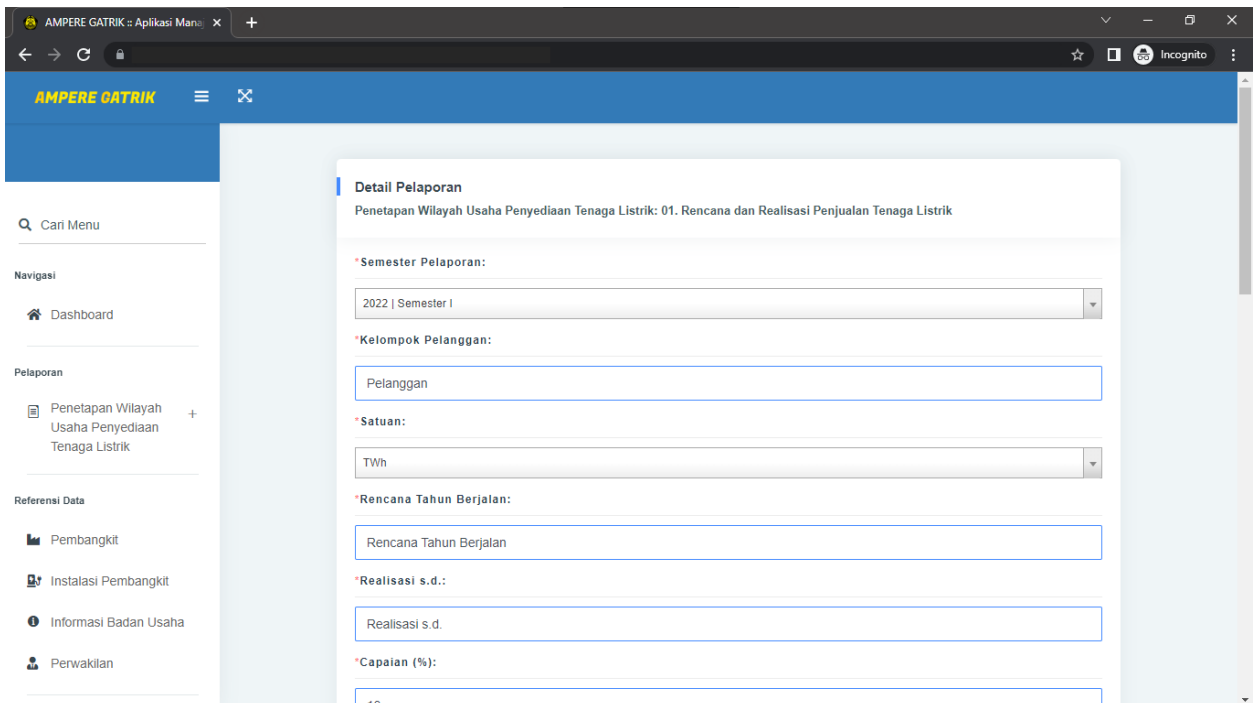 AMPERE GATRIK :: Aplikasi Mana
Incognito
AMPERE GATRIK
Cari Menu
Navigasi
Dashboard
Pelaporan
Penetapan Wilayah
Usaha Penyediaan
Tenaga Listrik
Referensi Data
Pembangkit
Instalasi Pembangkit
Informasi Badan Usaha
Perwakilan
Detail Pelaporan
Penetapan Wilayah Usaha Penyediaan Tenaga Listrik: 01. Rencana dan Realisasi Penjualan Tenaga Listrik
*Semester Pelaporan:
2022 | Semester I
*Kelompok Pelanggan:
Pelanggan
*Satuan:
TWh
*Rencana Tahun Berjalan:
Rencana Tahun Berjalan
*Realisasi s.d.:
Realisasi s.d.
*Capaian (%):